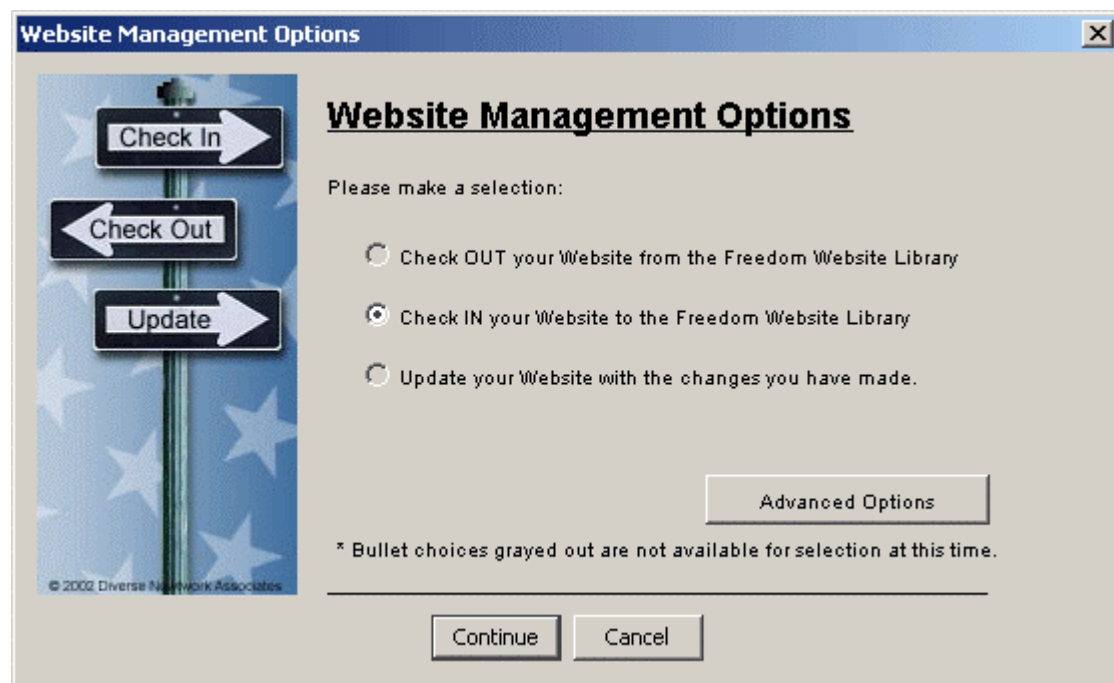 Website Management Options
Check In
Check Out
Update
© 2002 Diverse Network Associates
Website Management Options
Please make a selection:
Check OUT your Website from the Freedom Website Library
Check IN your Website to the Freedom Website Library
Update your Website with the changes you have made.
Advanced Options
* Bullet choices grayed out are not available for selection at this time.
Continue
Cancel